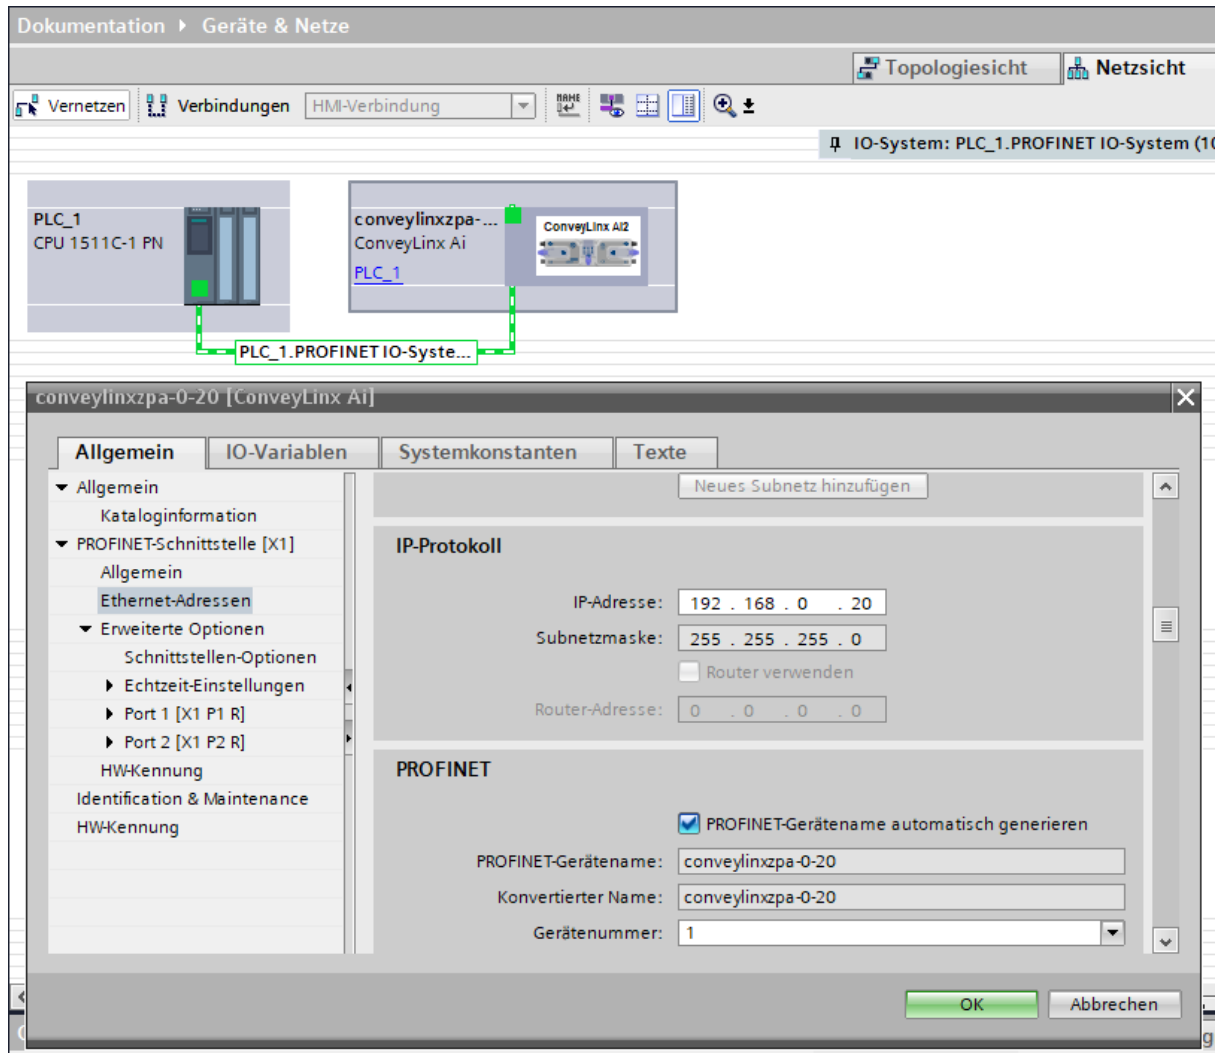 Dokumentation ▸ Geräte & Netze
Topologiesicht Netzsicht
Vernetzen Verbindungen HMI-Verbindung
IO-System: PLC_1.PROFINET IO-System (10
PLC_1
CPU 1511C-1 PN
conveylinxzpa-...
ConveyLinx Ai
PLC_1
ConveyLinx Ai2
PLC_1.PROFINET IO-Syste...
conveylinxzpa-0-20 [ConveyLinx Ai]
Allgemein IO-Variablen Systemkonstanten Texte
Allgemein
Kataloginformation
PROFINET-Schnittstelle [X1]
Allgemein
Ethernet-Adressen
Erweiterte Optionen
Schnittstellen-Optionen
Echtzeit-Einstellungen
Port 1 [X1 P1 R]
Port 2 [X1 P2 R]
HW-Kennung
Identification & Maintenance
HW-Kennung
Neues Subnetz hinzufügen
IP-Protokoll
IP-Adresse: 192 . 168 . 0 . 20
Subnetzmaske: 255 . 255 . 255 . 0
Router verwenden
Router-Adresse: 0 . 0 . 0 . 0
PROFINET
PROFINET-Gerätename automatisch generieren
PROFINET-Gerätename: conveylinxzpa-0-20
Konvertierter Name: conveylinxzpa-0-20
Gerätenummer: 1
OK Abbrechen